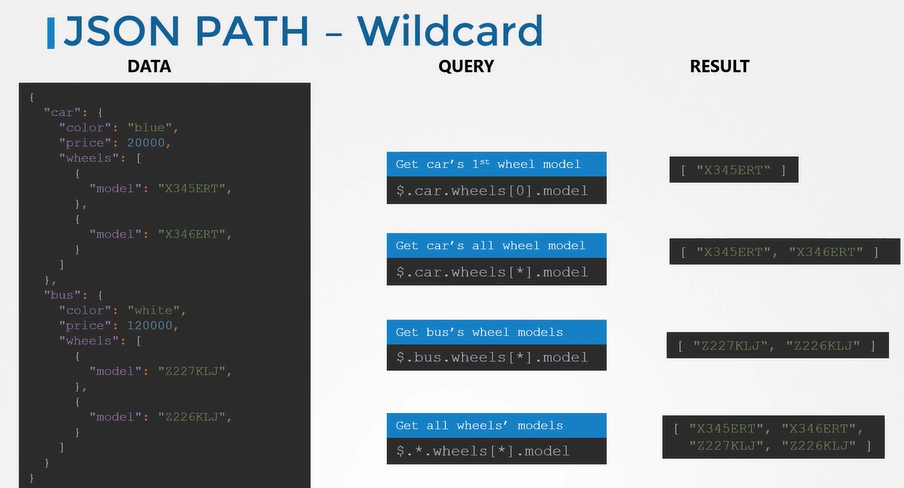 JSON PATH – Wildcard
DATA
{
"car": {
"color": "blue",
"price": 20000,
"wheels": [
{
"model": "X345ERT",
},
{
"model": "X346ERT",
}
]
},
"bus": {
"color": "white",
"price": 120000,
"wheels": [
{
"model": "Z227KLJ",
},
{
"model": "Z226KLJ",
}
]
}
}
QUERY
Get car’s 1st wheel model
$.car.wheels[0].model
Get car’s all wheel model
$.car.wheels[*].model
Get bus’s wheel models
$.bus.wheels[*].model
Get all wheels’ models
$.*.wheels[*].model
RESULT
[ "X345ERT“ ]
[ "X345ERT", "X346ERT" ]
[ "Z227KLJ“, "Z226KLJ" ]
[ "X345ERT", "X346ERT",
"Z227KLJ", "Z226KLJ" ]